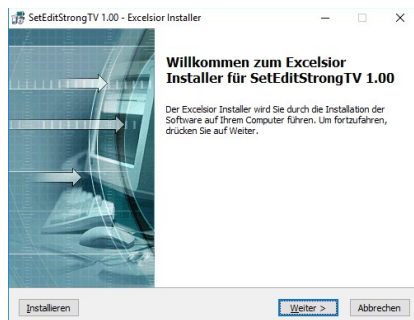 SetEditStrongTV 1.00 - Excelsior Installer
Willkommen zum Excelsior
Installer für SetEditStrongTV 1.00
Der Excelsior Installer wird Sie durch die Installation der
Software auf Ihrem Computer führen. Um fortzufahren,
drücken Sie auf Weiter.
Installieren
Weiter >
Abbrechen